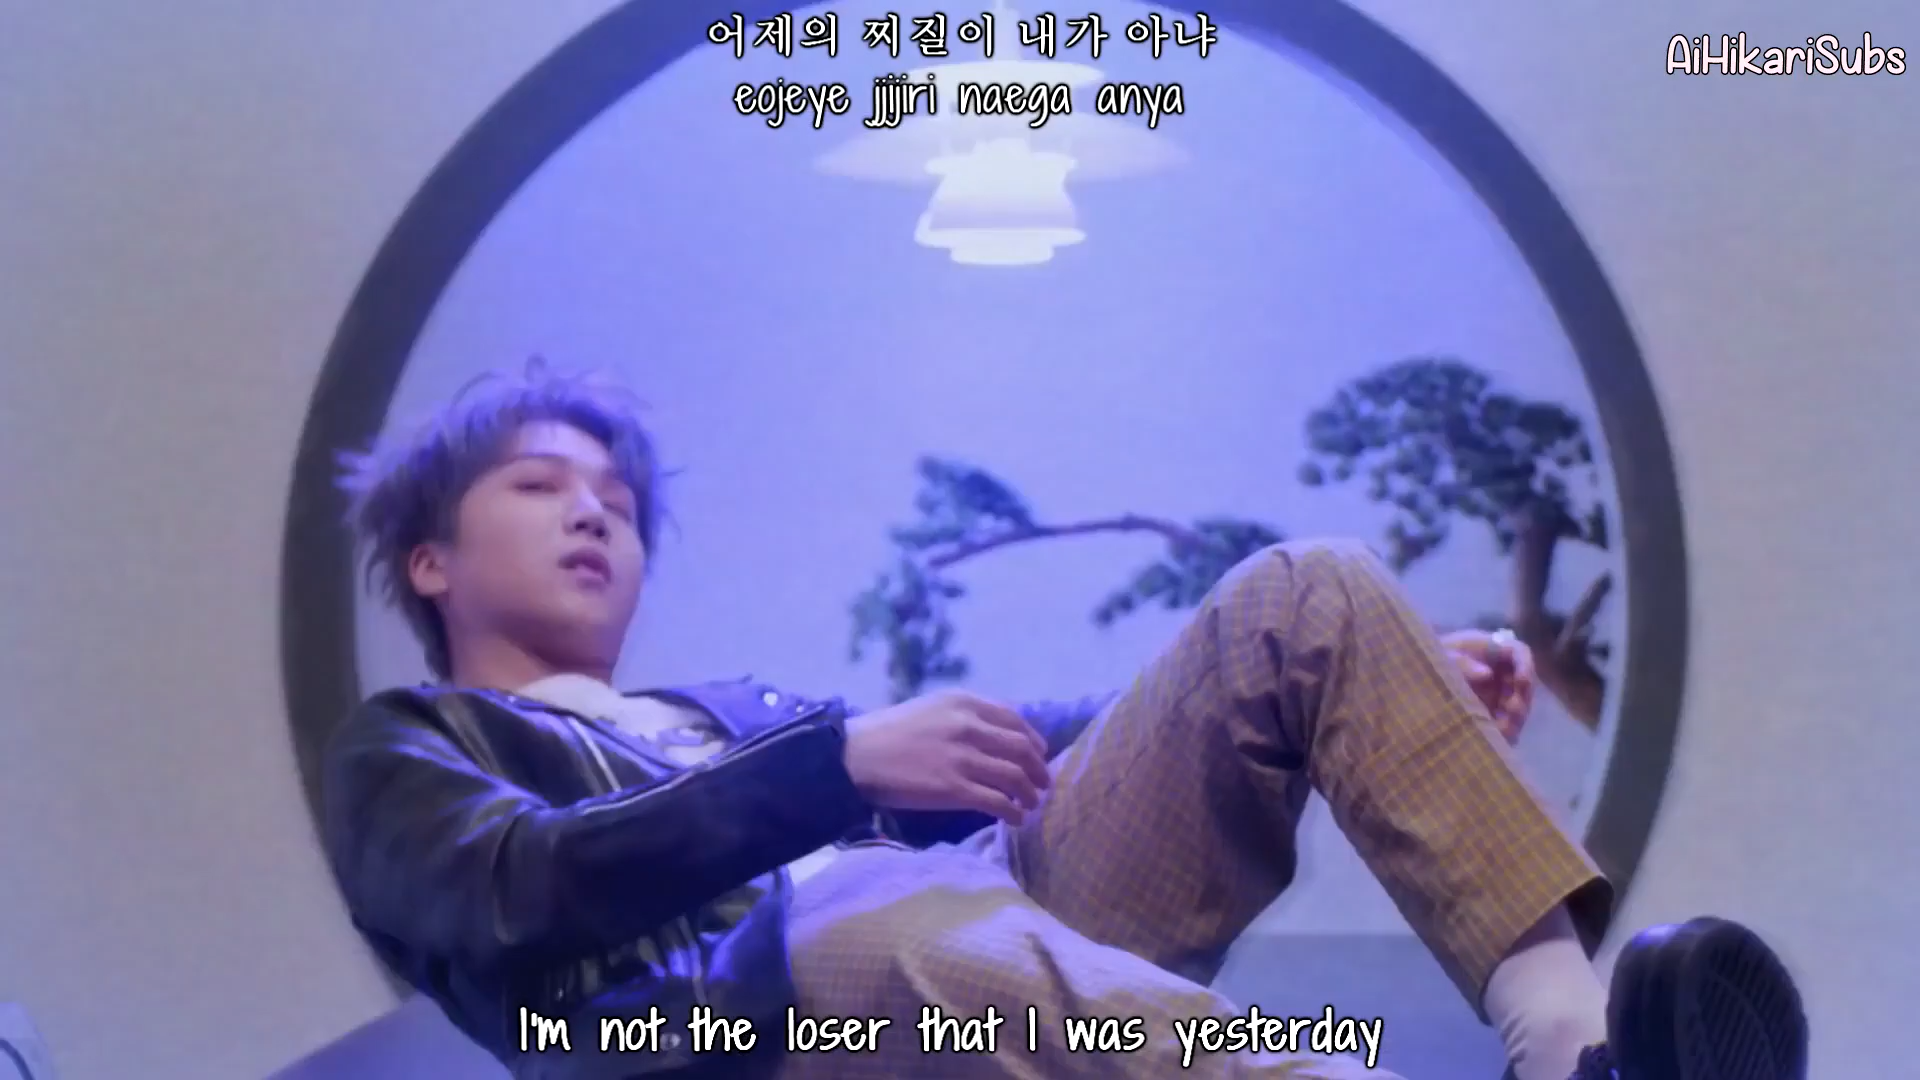 어제의 찌질이 내가 아냐
eojeye jjijiri naega anya
AiHikariSubs
I'm not the loser that I was yesterday